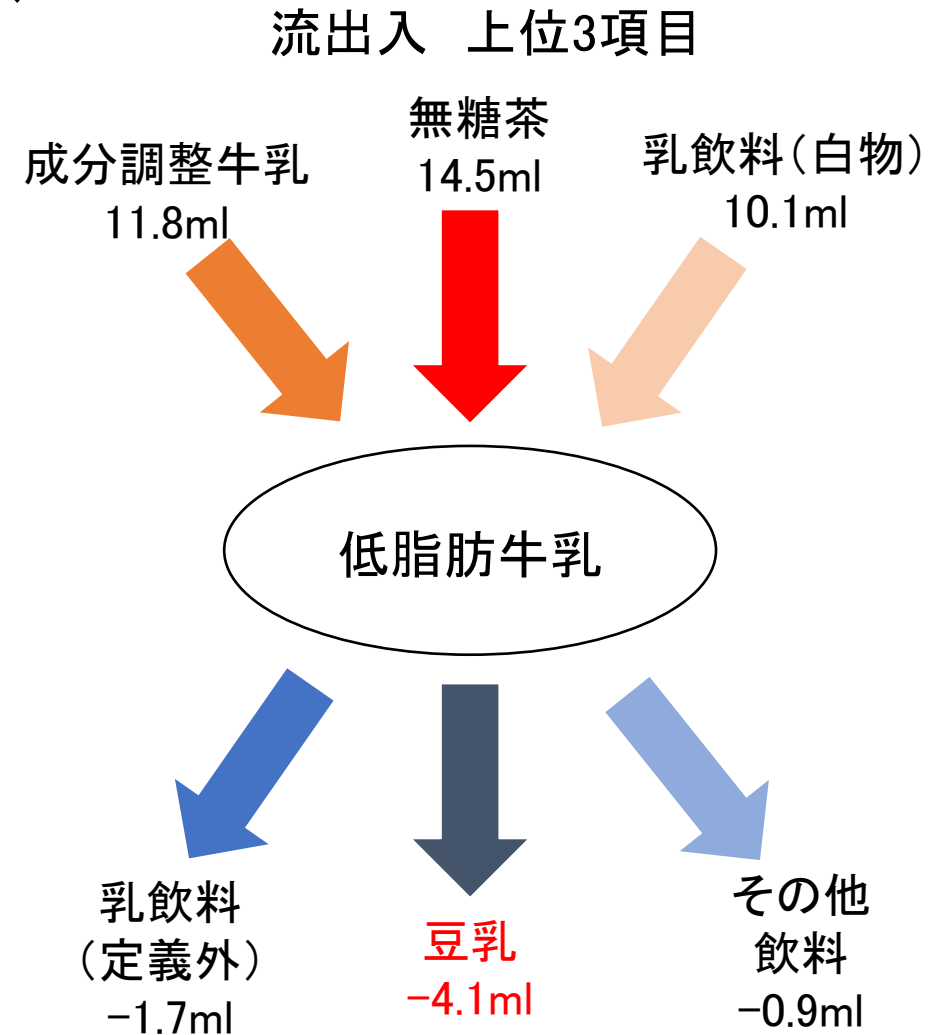 流出入 上位3項目
無糖茶
14.5ml
成分調整牛乳
11.8ml
乳飲料(白物)
10.1ml
低脂肪牛乳
乳飲料
(定義外)
-1.7ml
豆乳
-4.1ml
その他
飲料
-0.9ml